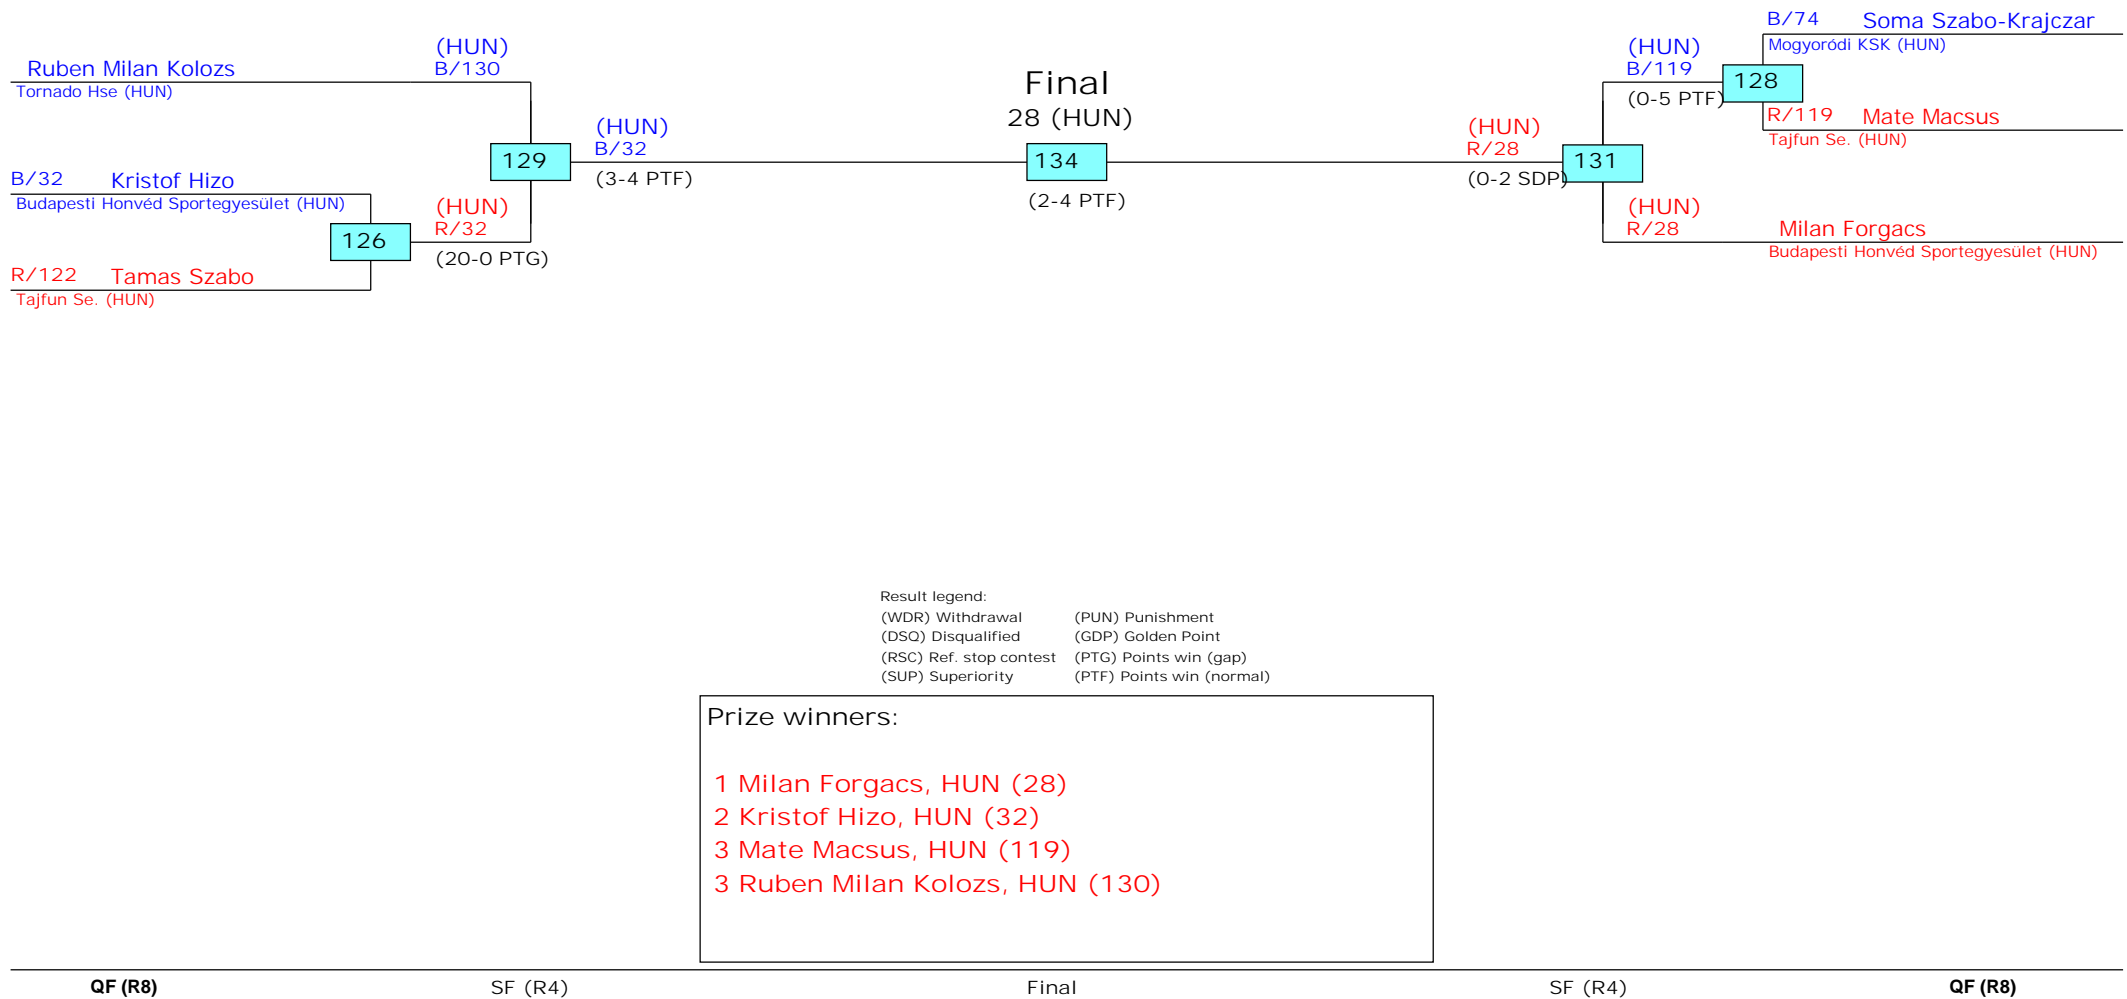 Ruben Milan Kolozs
Tornado Hse (HUN)
(HUN)
B/130
B/32 Kristof Hizo
Budapesti Honvéd Sportegyesület (HUN)
126
R/122 Tamas Szabo
Tajfun Se. (HUN)
(HUN)
R/32
(20-0 PTG)
129
(HUN)
B/32
(3-4 PTF)
Final
28 (HUN)
134
(2-4 PTF)
(HUN)
R/28
(0-2 SDP)
131
(HUN)
B/119
(0-5 PTF)
128
B/74 Soma Szabo-Krajczar
Mogyoródi KSK (HUN)
R/119 Mate Macsus
Tajfun Se. (HUN)
(HUN)
R/28
Milan Forgacs
Budapesti Honvéd Sportegyesület (HUN)
Result legend:
(WDR) Withdrawal (PUN) Punishment
(DSQ) Disqualified (GDP) Golden Point
(RSC) Ref. stop contest (PTG) Points win (gap)
(SUP) Superiority (PTF) Points win (normal)
Prize winners:
1 Milan Forgacs, HUN (28)
2 Kristof Hizo, HUN (32)
3 Mate Macsus, HUN (119)
3 Ruben Milan Kolozs, HUN (130)
QF (R8) SF (R4) Final SF (R4) QF (R8)